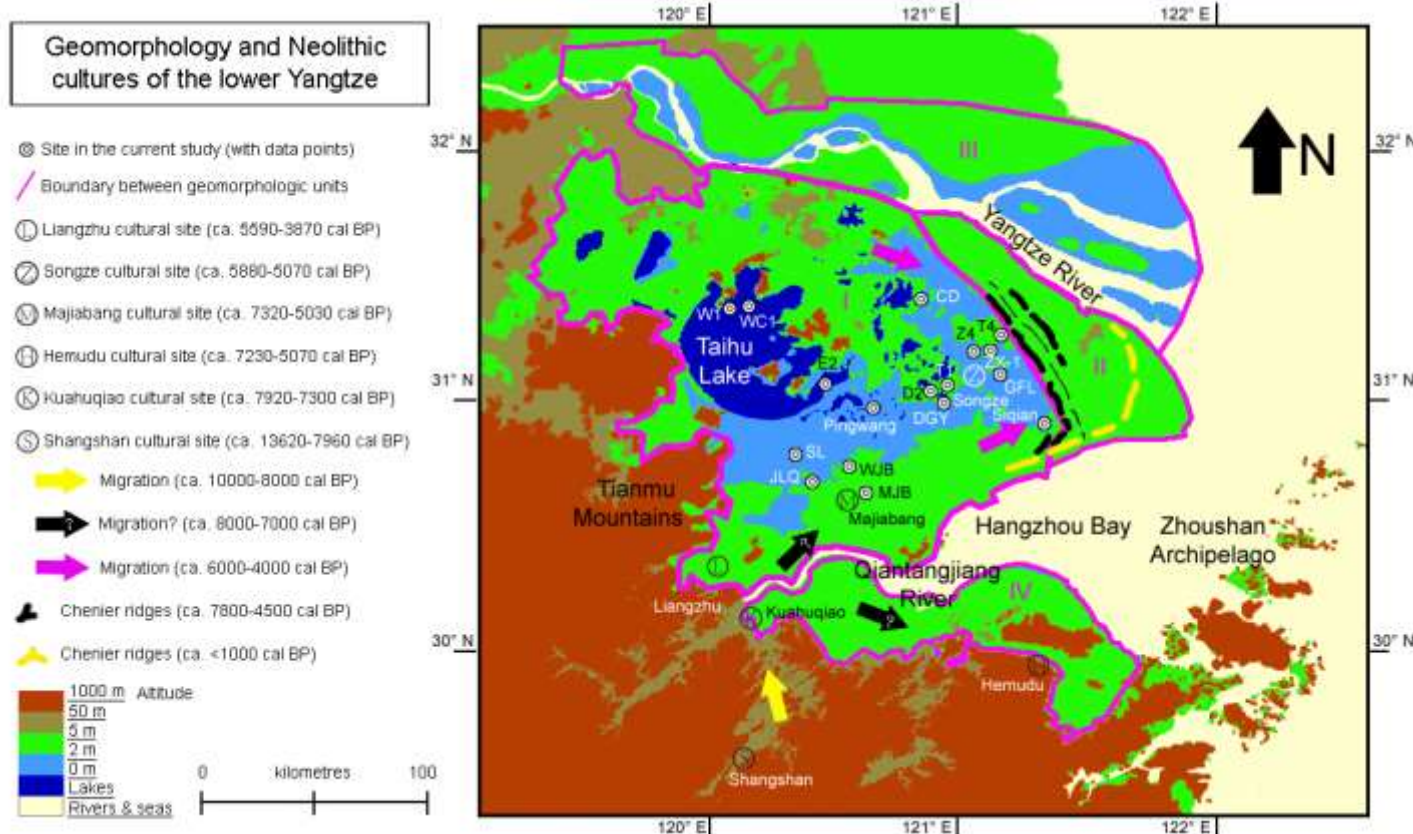 Geomorphology and Neolithic
cultures of the lower Yangtze
Site in the current study (with data points)
Boundary between geomorphologic units
L Liangzhu cultural site (ca. 5590-3870 cal BP)
Z Songze cultural site (ca. 5880-5070 cal BP)
M Majiabang cultural site (ca. 7320-5030 cal BP)
H Hemudu cultural site (ca. 7230-5070 cal BP)
K Kuahuqiao cultural site (ca. 7920-7300 cal BP)
S Shangshan cultural site (ca. 13620-7960 cal BP)
Migration (ca. 10000-8000 cal BP)
? Migration? (ca. 8000-7000 cal BP)
Migration (ca. 6000-4000 cal BP)
Chenier ridges (ca. 7800-4500 cal BP)
Chenier ridges (ca. <1000 cal BP)
1000 m Altitude
50 m
5 m
2 m
0 m
Lakes
Rivers & seas
0 kilometres 100
120° E 121° E 122° E
32° N 32° N
N
III
Yangtze River
I
CD
W1 WC1
Taihu
Lake
Z4 T4
ZX-1
II
31° N 31° N
E2
T1 Z
GFL
D2 Songze
Pingwang DGY Siqian
SL
WJB
JLQ
MJB
M
Majiabang
Tianmu
Mountains
Hangzhou Bay
Zhoushan
Archipelago
L ?
Liangzhu
Qiantangjiang
River
IV
K Kuahuqiao
?
30° N 30° N
H
Hemudu
S
Shangshan
120° E 121° E 122° E